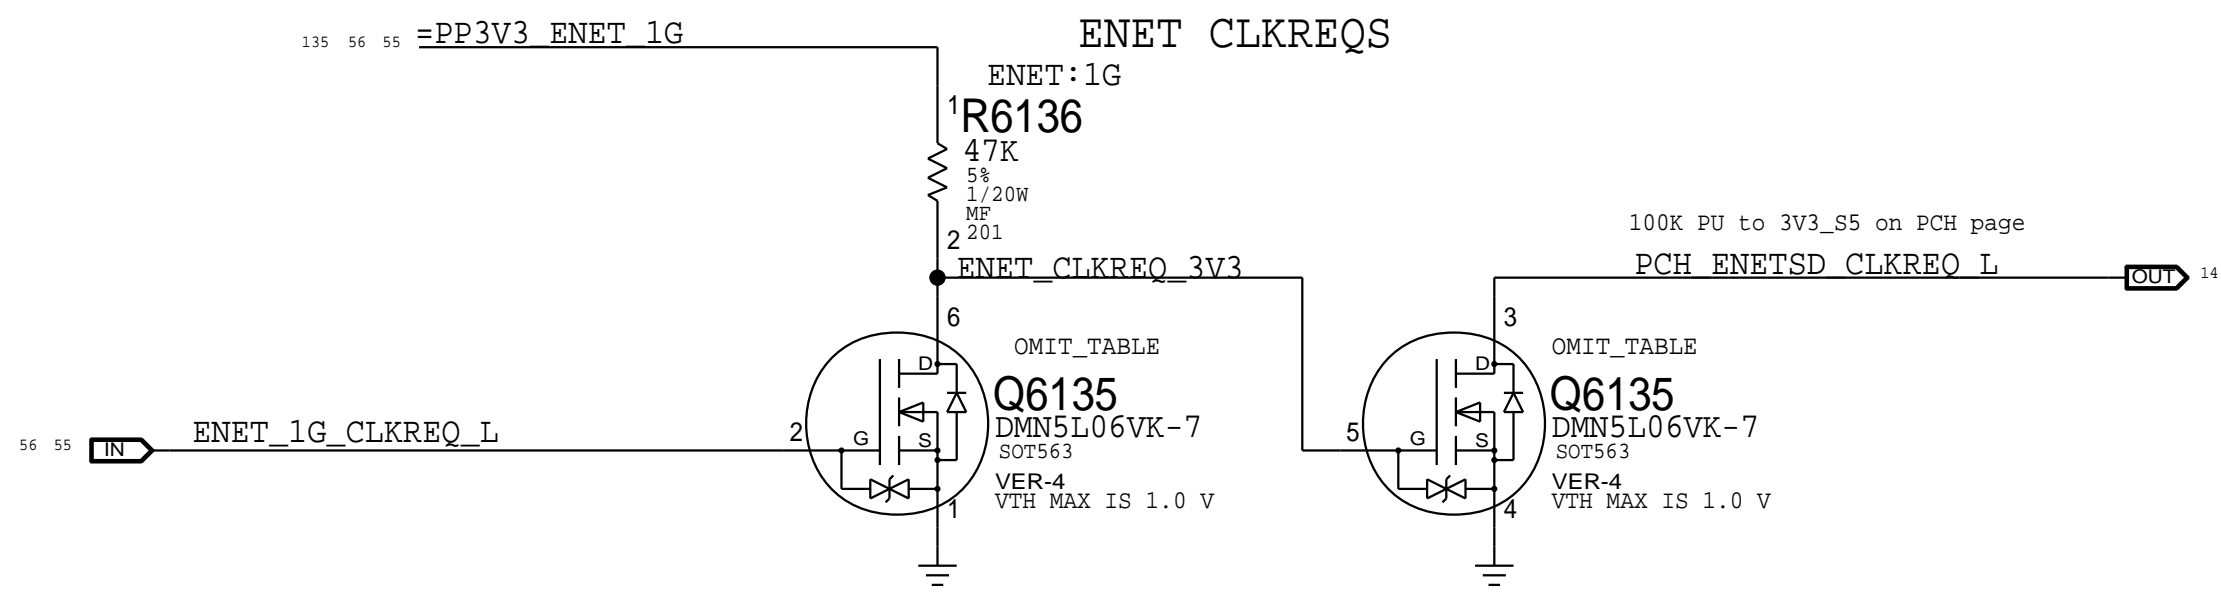 ENET CLKREQS
135 56 55 =PP3V3_ENET_1G
ENET:1G
1
R6136
47K
5%
1/20W
MF
201
2
100K PU to 3V3_S5 on PCH page
ENET_CLKREQ_3V3
PCH_ENETSD_CLKREQ_L
OUT 14
6
OMIT_TABLE
D
Q6135
DMN5L06VK-7
SOT563
VER-4
VTH MAX IS 1.0 V
3
OMIT_TABLE
D
Q6135
DMN5L06VK-7
SOT563
VER-4
VTH MAX IS 1.0 V
56 55 IN
ENET_1G_CLKREQ_L
2
G S
1
5
G S
4